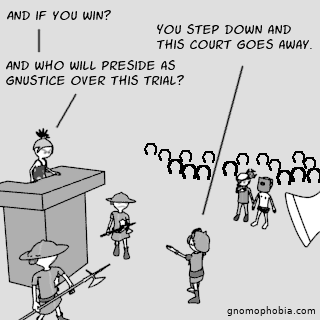 AND IF YOU WIN?
YOU STEP DOWN AND
THIS COURT GOES AWAY.
AND WHO WILL PRESIDE AS
GNUSTICE OVER THIS TRIAL?
gnomophobia.com